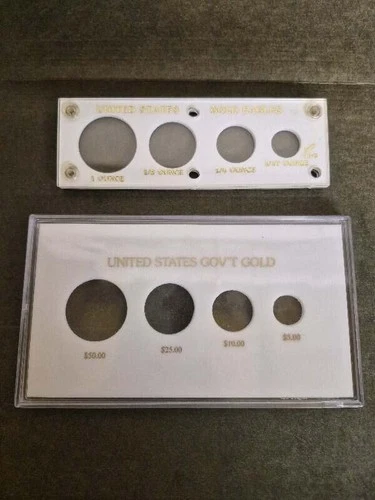 UNITED STATES GOLD EAGLES
1 OUNCE 1/2 OUNCE 1/4 OUNCE 1/10 OUNCE
UNITED STATES GOV'T GOLD
$50.00 $25.00 $10.00 $5.00